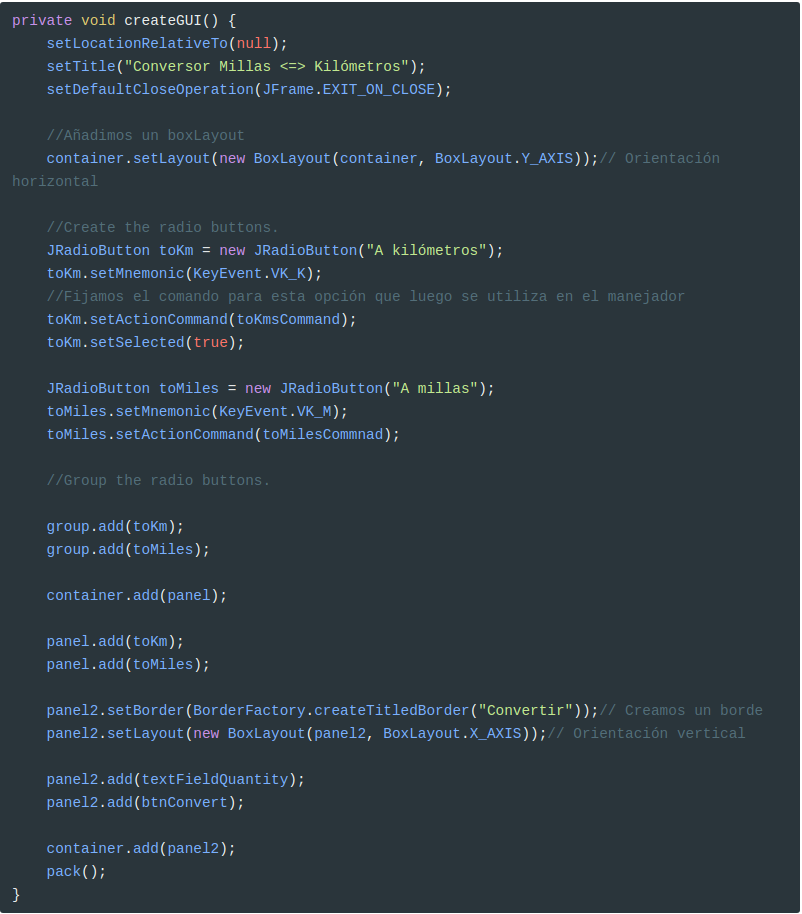 private void createGUI() {
    setLocationRelativeTo(null);
    setTitle("Conversor Millas <=> Kilómetros");
    setDefaultCloseOperation(JFrame.EXIT_ON_CLOSE);

    //Añadimos un boxLayout
    container.setLayout(new BoxLayout(container, BoxLayout.Y_AXIS));// Orientación
horizontal

    //Create the radio buttons.
    JRadioButton toKm = new JRadioButton("A kilómetros");
    toKm.setMnemonic(KeyEvent.VK_K);
    //Fijamos el comando para esta opción que luego se utiliza en el manejador
    toKm.setActionCommand(toKmsCommand);
    toKm.setSelected(true);

    JRadioButton toMiles = new JRadioButton("A millas");
    toMiles.setMnemonic(KeyEvent.VK_M);
    toMiles.setActionCommand(toMilesCommnad);

    //Group the radio buttons.

    group.add(toKm);
    group.add(toMiles);

    container.add(panel);

    panel.add(toKm);
    panel.add(toMiles);

    panel2.setBorder(BorderFactory.createTitledBorder("Convertir"));// Creamos un borde
    panel2.setLayout(new BoxLayout(panel2, BoxLayout.X_AXIS));// Orientación vertical

    panel2.add(textFieldQuantity);
    panel2.add(btnConvert);

    container.add(panel2);
    pack();
}